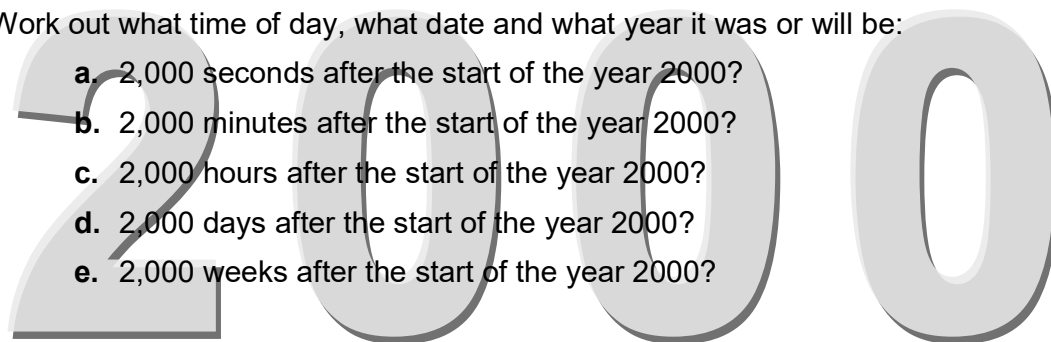 Work out what time of day, what date and what year it was or will be:
a. 2,000 seconds after the start of the year 2000?
b. 2,000 minutes after the start of the year 2000?
c. 2,000 hours after the start of the year 2000?
d. 2,000 days after the start of the year 2000?
e. 2,000 weeks after the start of the year 2000?
2000